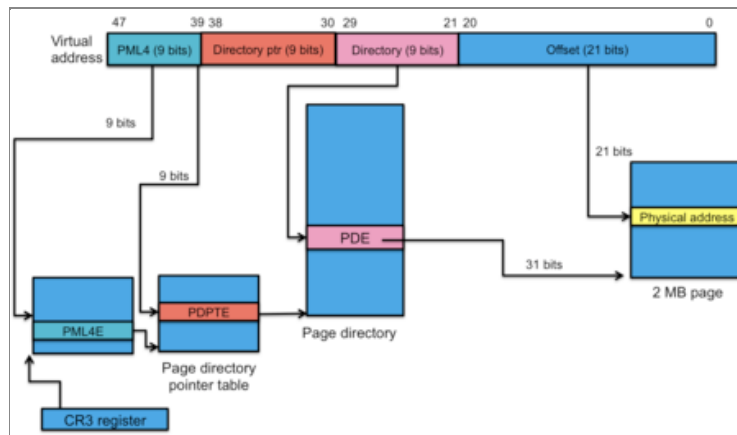 47 39 38 30 29 21 20 0
Virtual
address
PML4 (9 bits) Directory ptr (9 bits) Directory (9 bits) Offset (21 bits)
9 bits
9 bits
21 bits
Physical address
PDE
31 bits
2 MB page
PDPTE
PML4E
Page directory
Page directory
pointer table
CR3 register